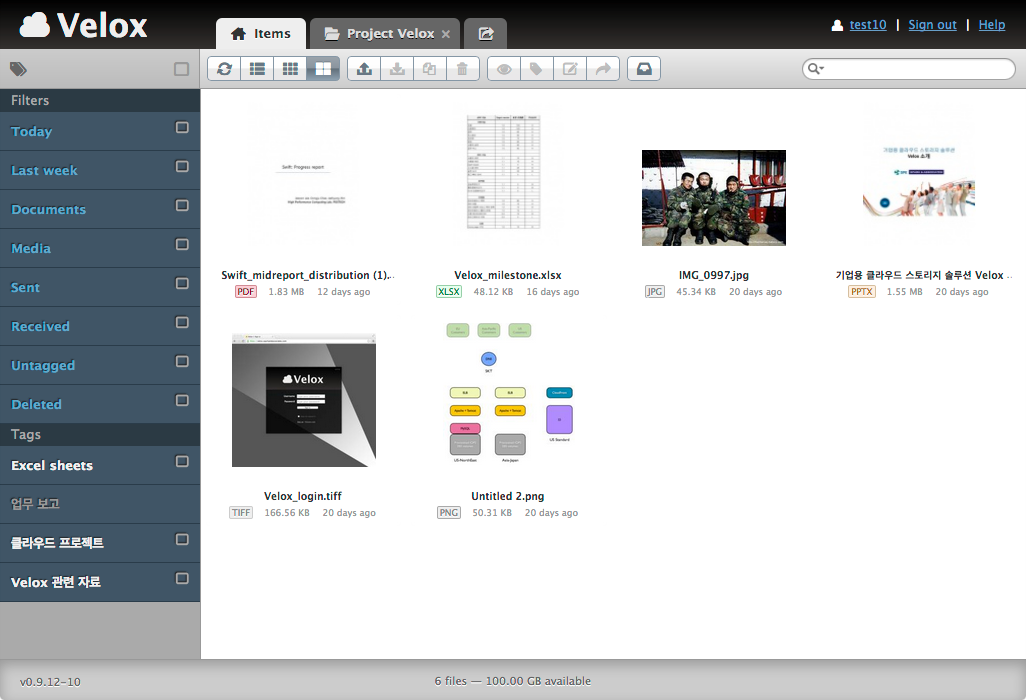 Velox
Items
Project Velox
test10 | Sign out | Help
Filters
Today
Last week
Documents
Media
Sent
Received
Untagged
Deleted
Tags
Excel sheets
업무 보고
클라우드 프로젝트
Velox 관련 자료
Swift: Progress report
Swift_midreport_distribution (1)...
PDF 1.83 MB 12 days ago
Velox_milestone.xlsx
XLSX 48.12 KB 16 days ago
IMG_0997.jpg
JPG 45.34 KB 20 days ago
기업용 클라우드 스토리지 솔루션
Velox 소개
기업용 클라우드 스토리지 솔루션 Velox ...
PPTX 1.55 MB 20 days ago
Velox
Velox_login.tiff
TIFF 166.56 KB 20 days ago
Untitled 2.png
PNG 50.31 KB 20 days ago
v0.9.12-10
6 files — 100.00 GB available